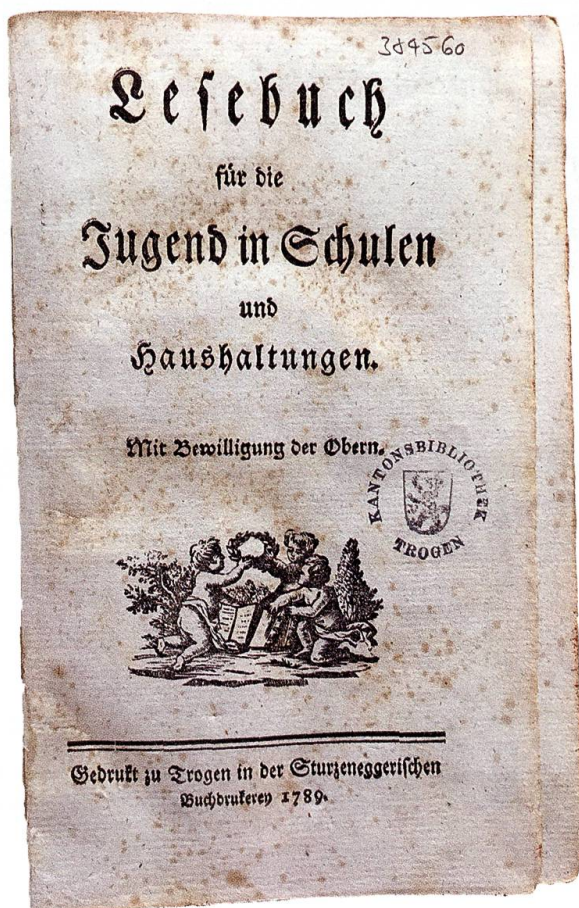 384560
Lesebuch
für die
Jugend in Schulen
und
Haushaltungen.
Mit Bewilligung der Obern.
KANTONSBIBLIOTHEK
TROGEN
Gedrukt zu Trogen in der Sturzeneggerischen
Buchdrukerey 1789.